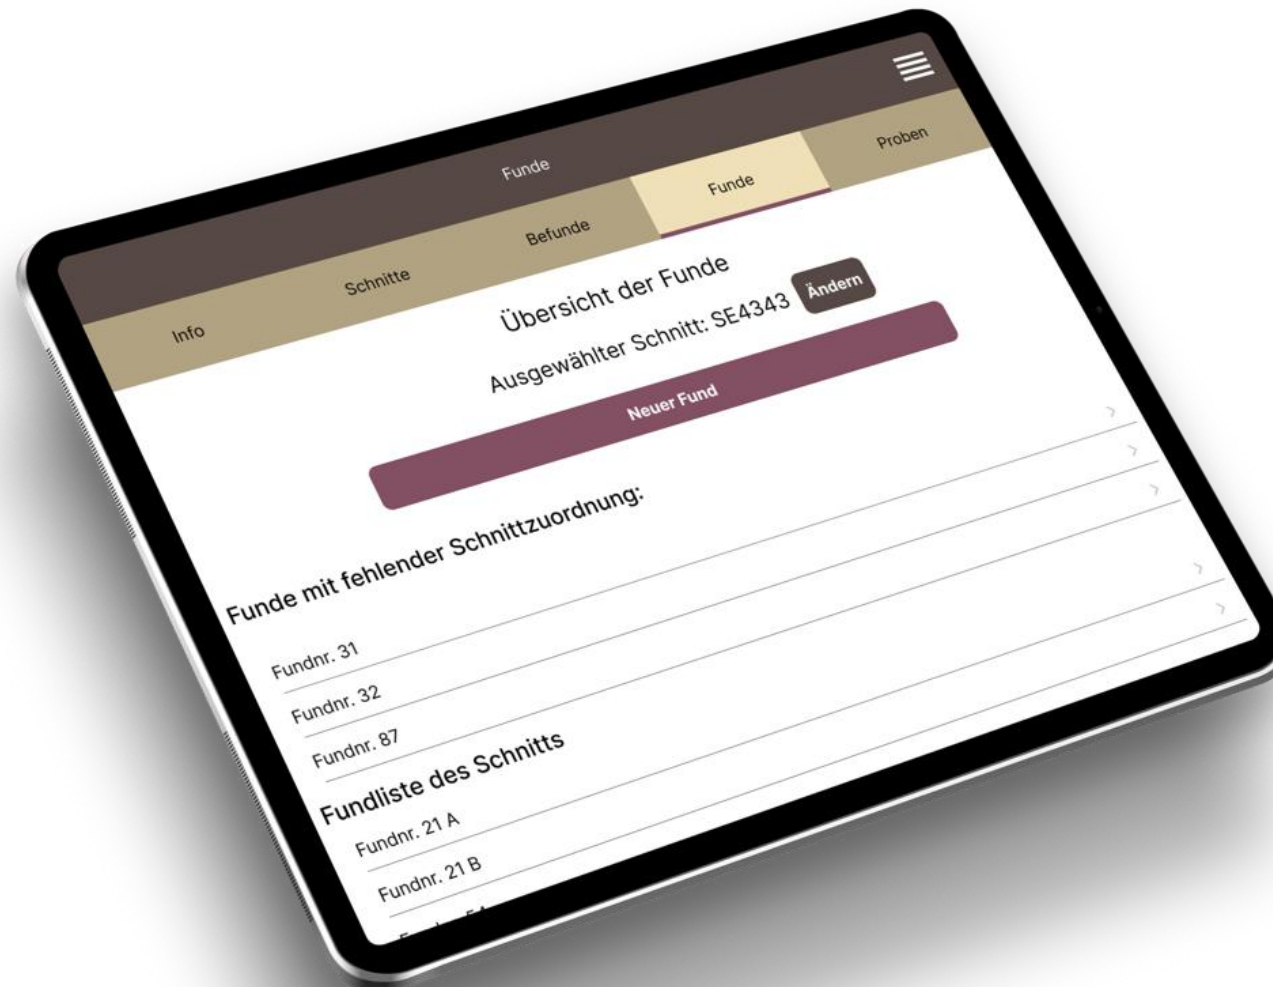 Funde
Info
Schnitte
Befunde
Funde
Proben
Übersicht der Funde
Ausgewählter Schnitt: SE4343
Ändern
Neuer Fund
Funde mit fehlender Schnittzuordnung:
Fundnr. 31
Fundnr. 32
Fundnr. 87
Fundliste des Schnitts
Fundnr. 21 A
Fundnr. 21 B